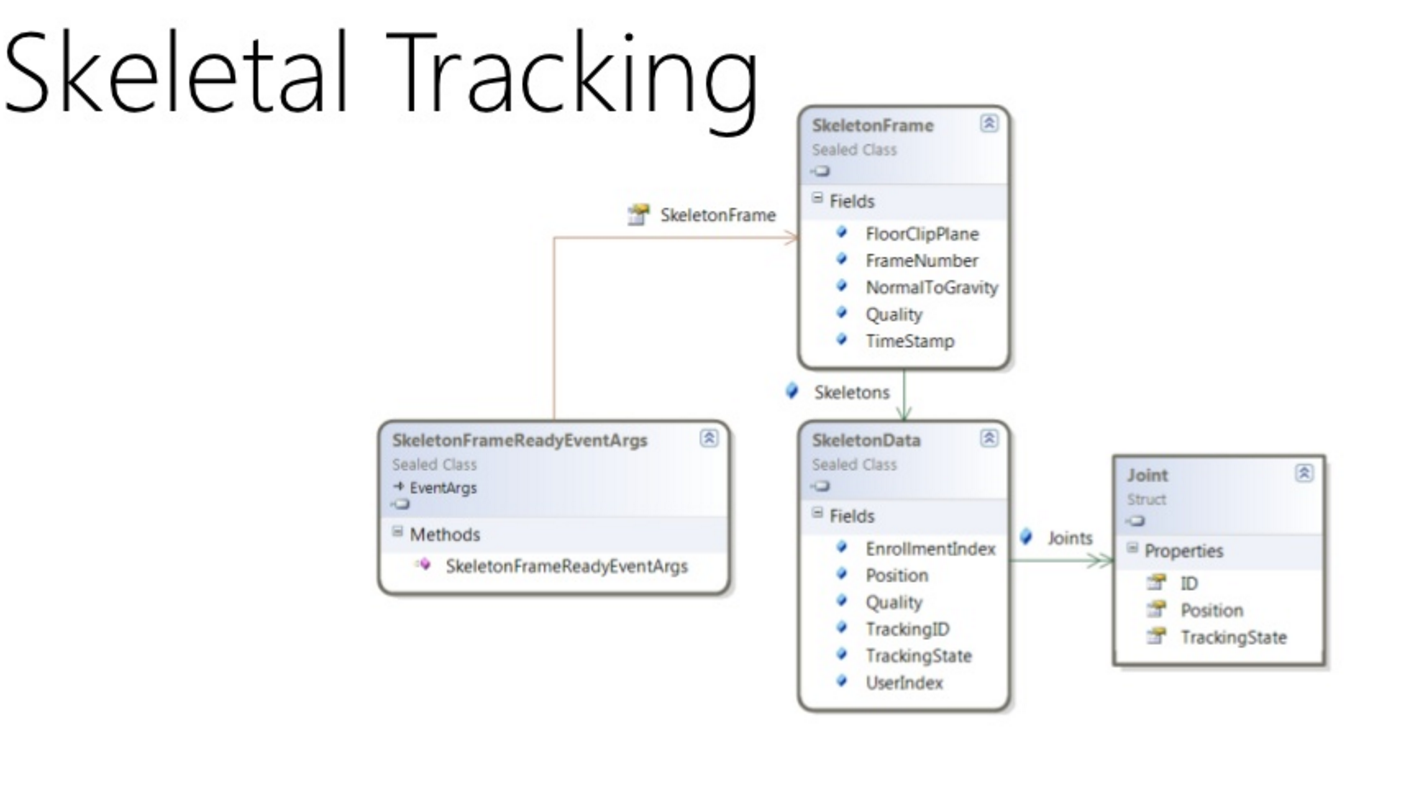 Skeletal Tracking
SkeletonFrame
Sealed Class
Fields
FloorClipPlane
FrameNumber
NormalToGravity
Quality
TimeStamp
SkeletonFrame
Skeletons
SkeletonFrameReadyEventArgs
Sealed Class
EventArgs
Methods
SkeletonFrameReadyEventArgs
SkeletonData
Sealed Class
Fields
EnrollmentIndex
Position
Quality
TrackingID
TrackingState
UserIndex
Joints
Joint
Struct
Properties
ID
Position
TrackingState